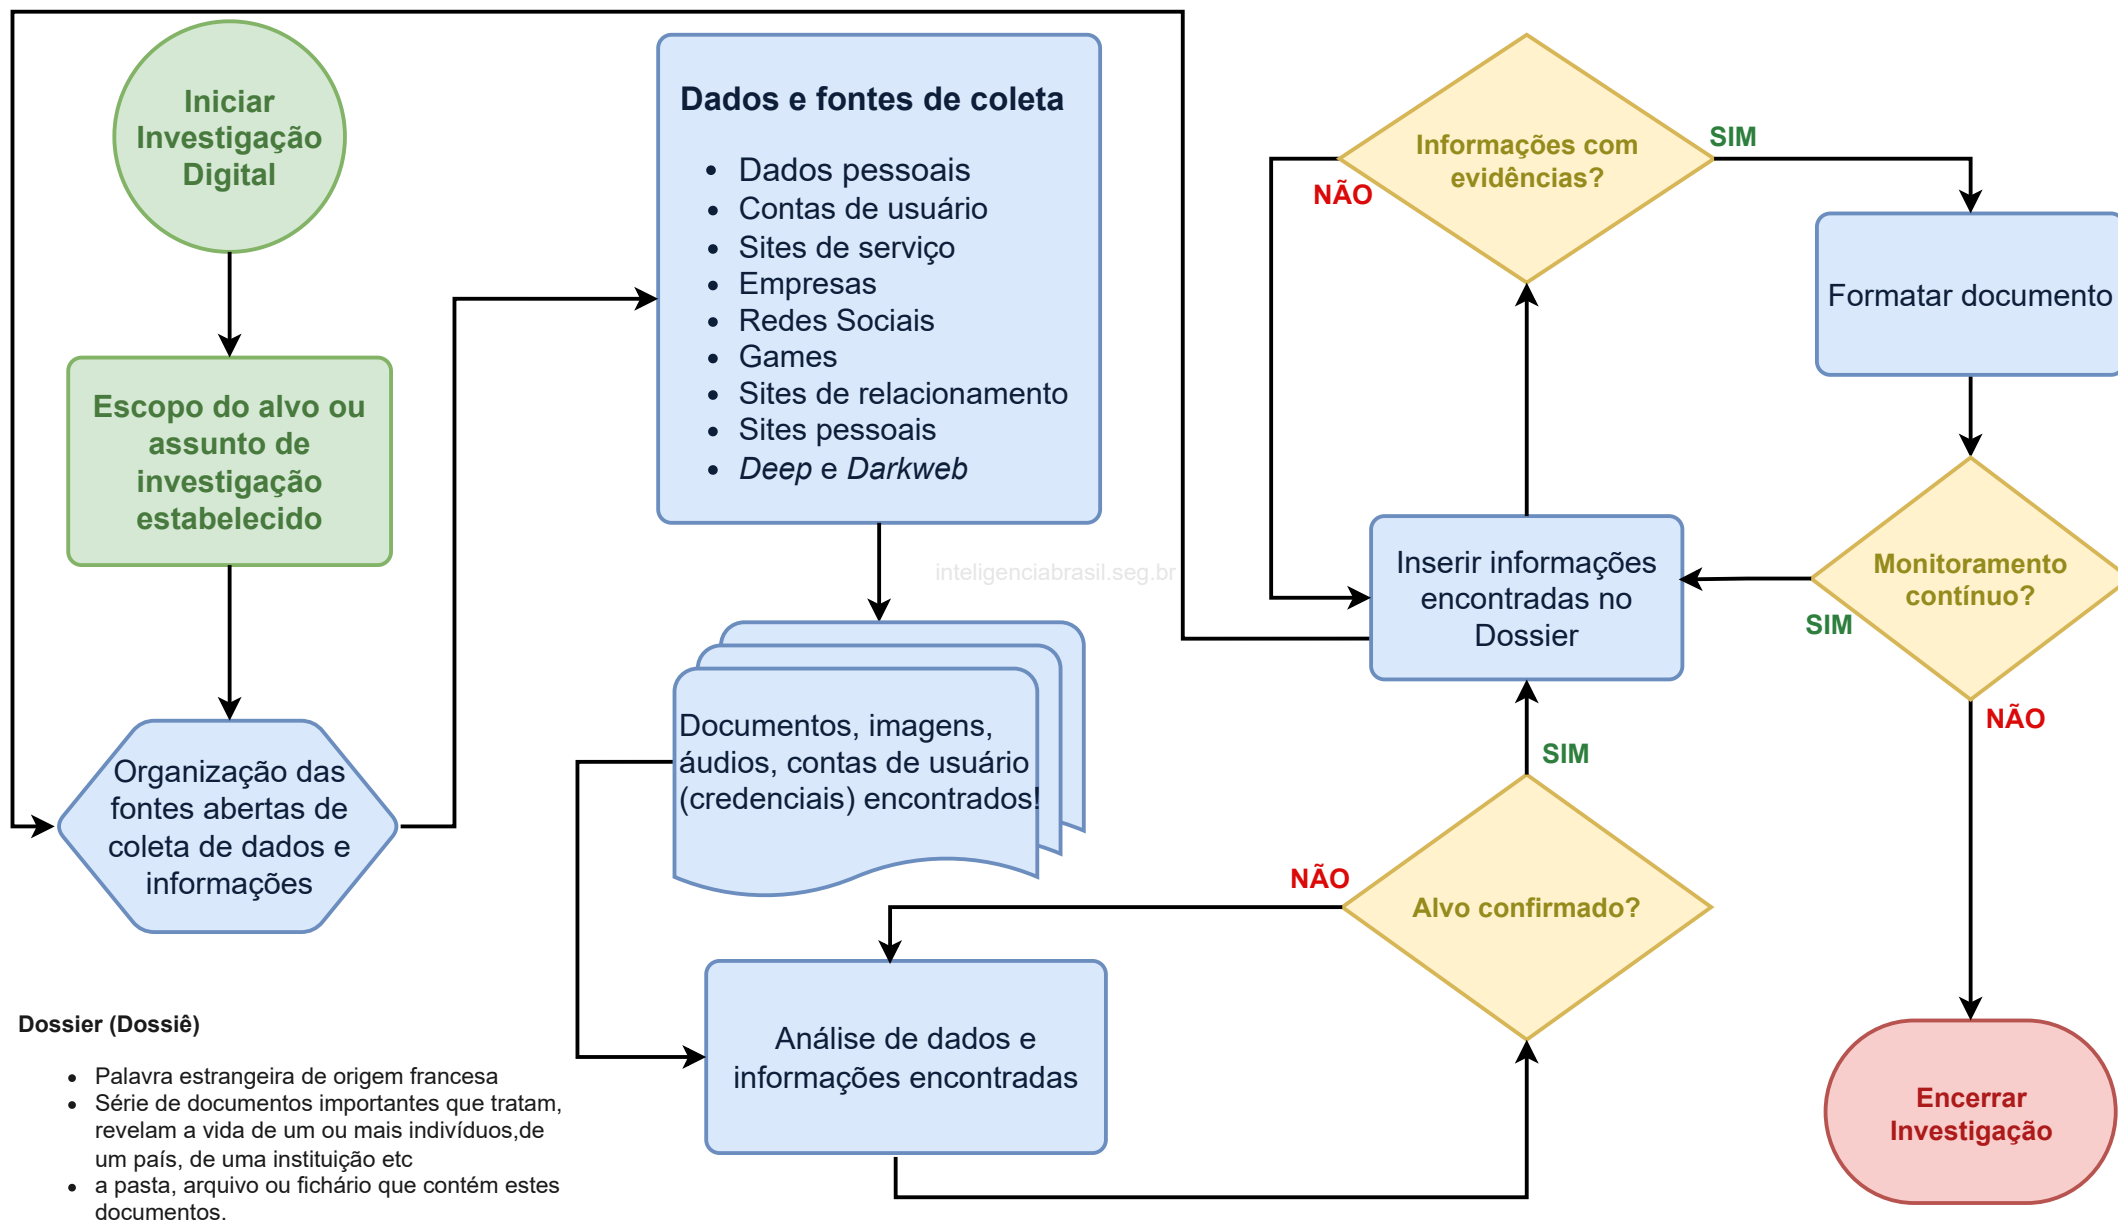 Iniciar
Investigação
Digital
Escopo do alvo ou
assunto de
investigação
estabelecido
Organização das
fontes abertas de
coleta de dados e
informações
Dados e fontes de coleta
• Dados pessoais
• Contas de usuário
• Sites de serviço
• Empresas
• Redes Sociais
• Games
• Sites de relacionamento
• Sites pessoais
• Deep e Darkweb
inteligenciabrasil.seg.br
Documentos, imagens,
áudios, contas de usuário
(credenciais) encontrados!
Análise de dados e
informações encontradas
NÃO
Alvo confirmado?
SIM
Inserir informações
encontradas no
Dossier
Informações com
evidências?
NÃO
SIM
Formatar documento
Monitoramento
contínuo?
SIM
NÃO
Encerrar
Investigação
Dossier (Dossiê)
• Palavra estrangeira de origem francesa
• Série de documentos importantes que tratam,
revelam a vida de um ou mais indivíduos,de
um país, de uma instituição etc
• a pasta, arquivo ou fichário que contém estes
documentos.